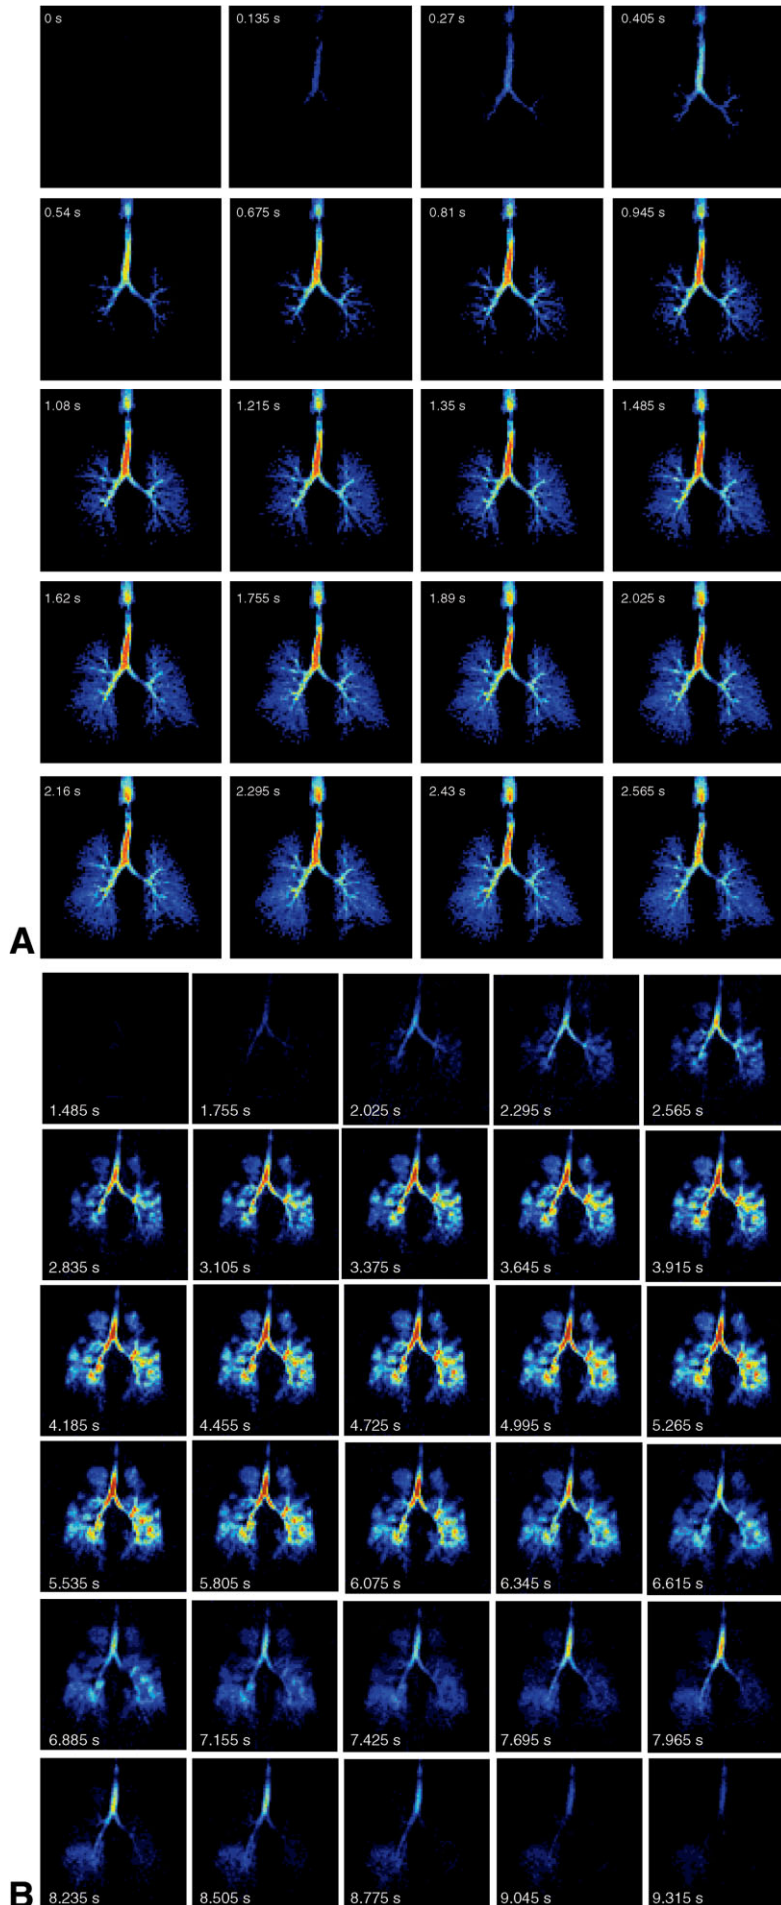 0 s 0.135 s 0.27 s 0.405 s
0.54 s 0.675 s 0.81 s 0.945 s
1.08 s 1.215 s 1.35 s 1.485 s
1.62 s 1.755 s 1.89 s 2.025 s
2.16 s 2.295 s 2.43 s 2.565 s
A
1.485 s 1.755 s 2.025 s 2.295 s 2.565 s
2.835 s 3.105 s 3.375 s 3.645 s 3.915 s
4.185 s 4.455 s 4.725 s 4.995 s 5.265 s
5.535 s 5.805 s 6.075 s 6.345 s 6.615 s
6.885 s 7.155 s 7.425 s 7.695 s 7.965 s
B
8.235 s 8.505 s 8.775 s 9.045 s 9.315 s